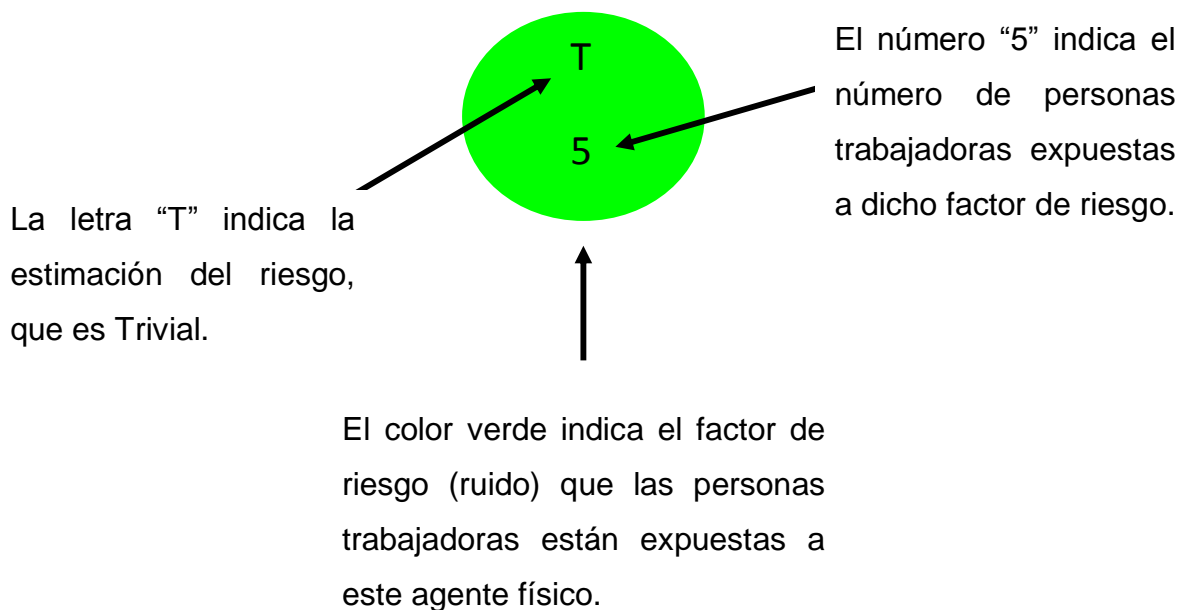 T
5
El número “5” indica el
número de personas
trabajadoras expuestas
a dicho factor de riesgo.
La letra “T” indica la
estimación del riesgo,
que es Trivial.
El color verde indica el factor de
riesgo (ruido) que las personas
trabajadoras están expuestas a
este agente físico.